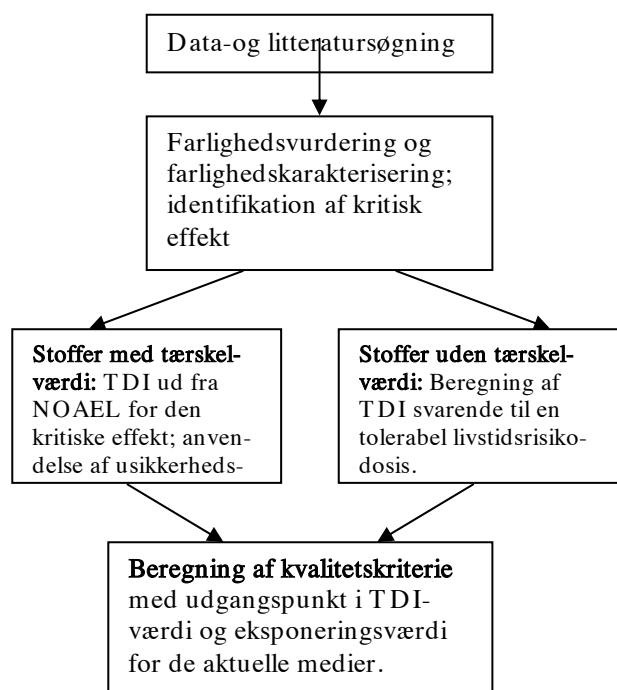 Data-og litteratursøgning
Farlighedsvurdering og
farlighedskarakterisering;
identifikation af kritisk
effekt
Stoffer med tærskel-
værdi: TDI ud fra
NOAEL for den
kritiske effekt; anven-
delse af usikkerheds-
Stoffer uden tærskel-
værdi: Beregning af
TDI svarende til en
tolerabel livstidsrisiko-
dosis.
Beregning af kvalitetskriterie
med udgangspunkt i TDI-
værdi og eksponeringsværdi
for de aktuelle medier.